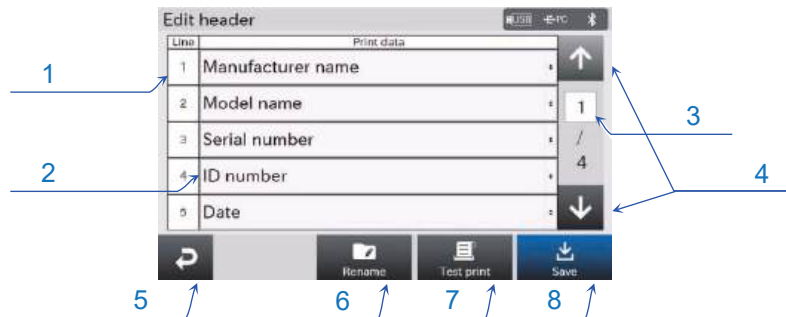 Edit header
USB PC
Line Print data
1 Manufacturer name
2 Model name
3 Serial number
4 ID number
5 Date
1
/
4
Rename
Test print
Save
1
2
3
4
5
6
7
8